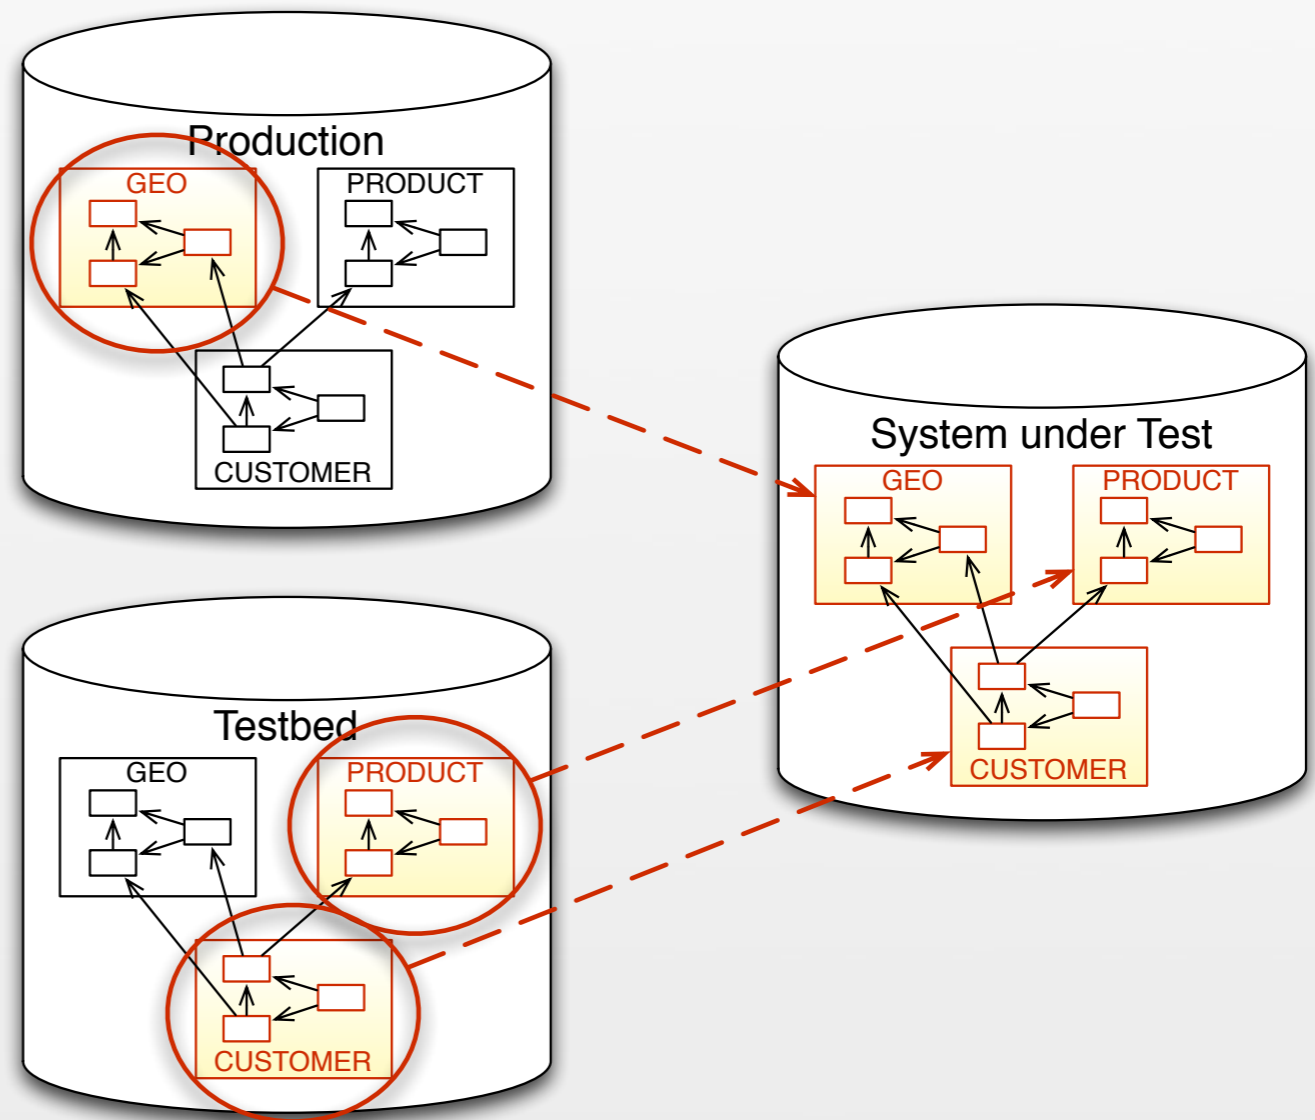 Production
GEO
PRODUCT
CUSTOMER
System under Test
GEO
PRODUCT
CUSTOMER
Testbed
GEO
PRODUCT
CUSTOMER